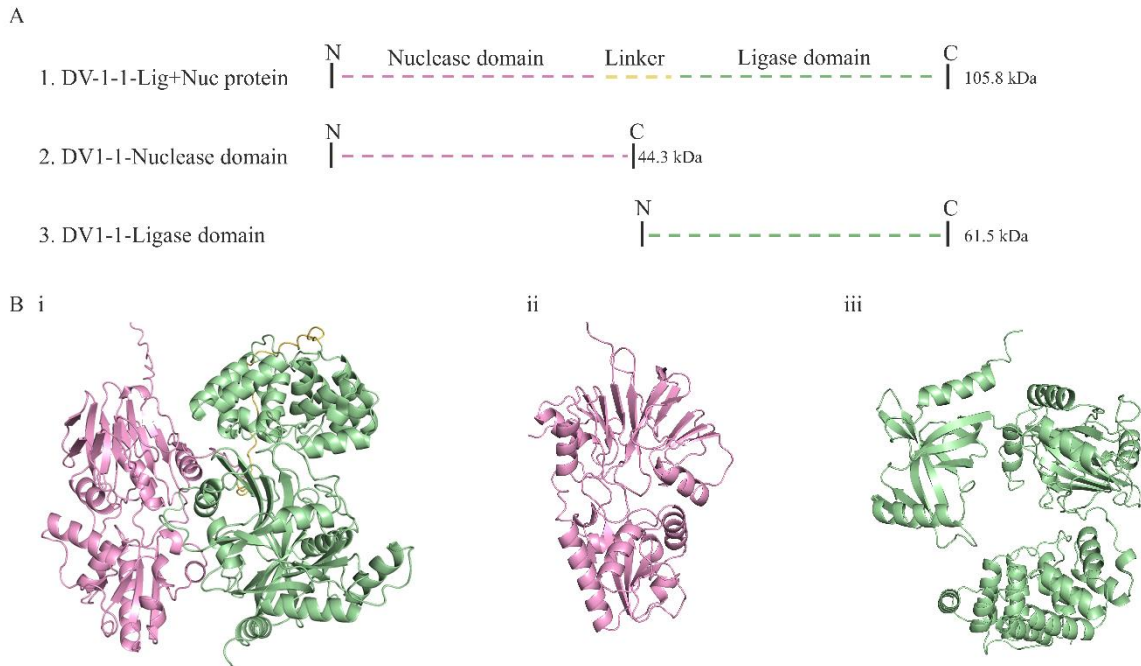 A
N Nuclease domain Linker Ligase domain C
1. DV-1-1-Lig+Nuc protein 105.8 kDa
N C
2. DV1-1-Nuclease domain 44.3 kDa
N C
3. DV1-1-Ligase domain 61.5 kDa
B i ii iii